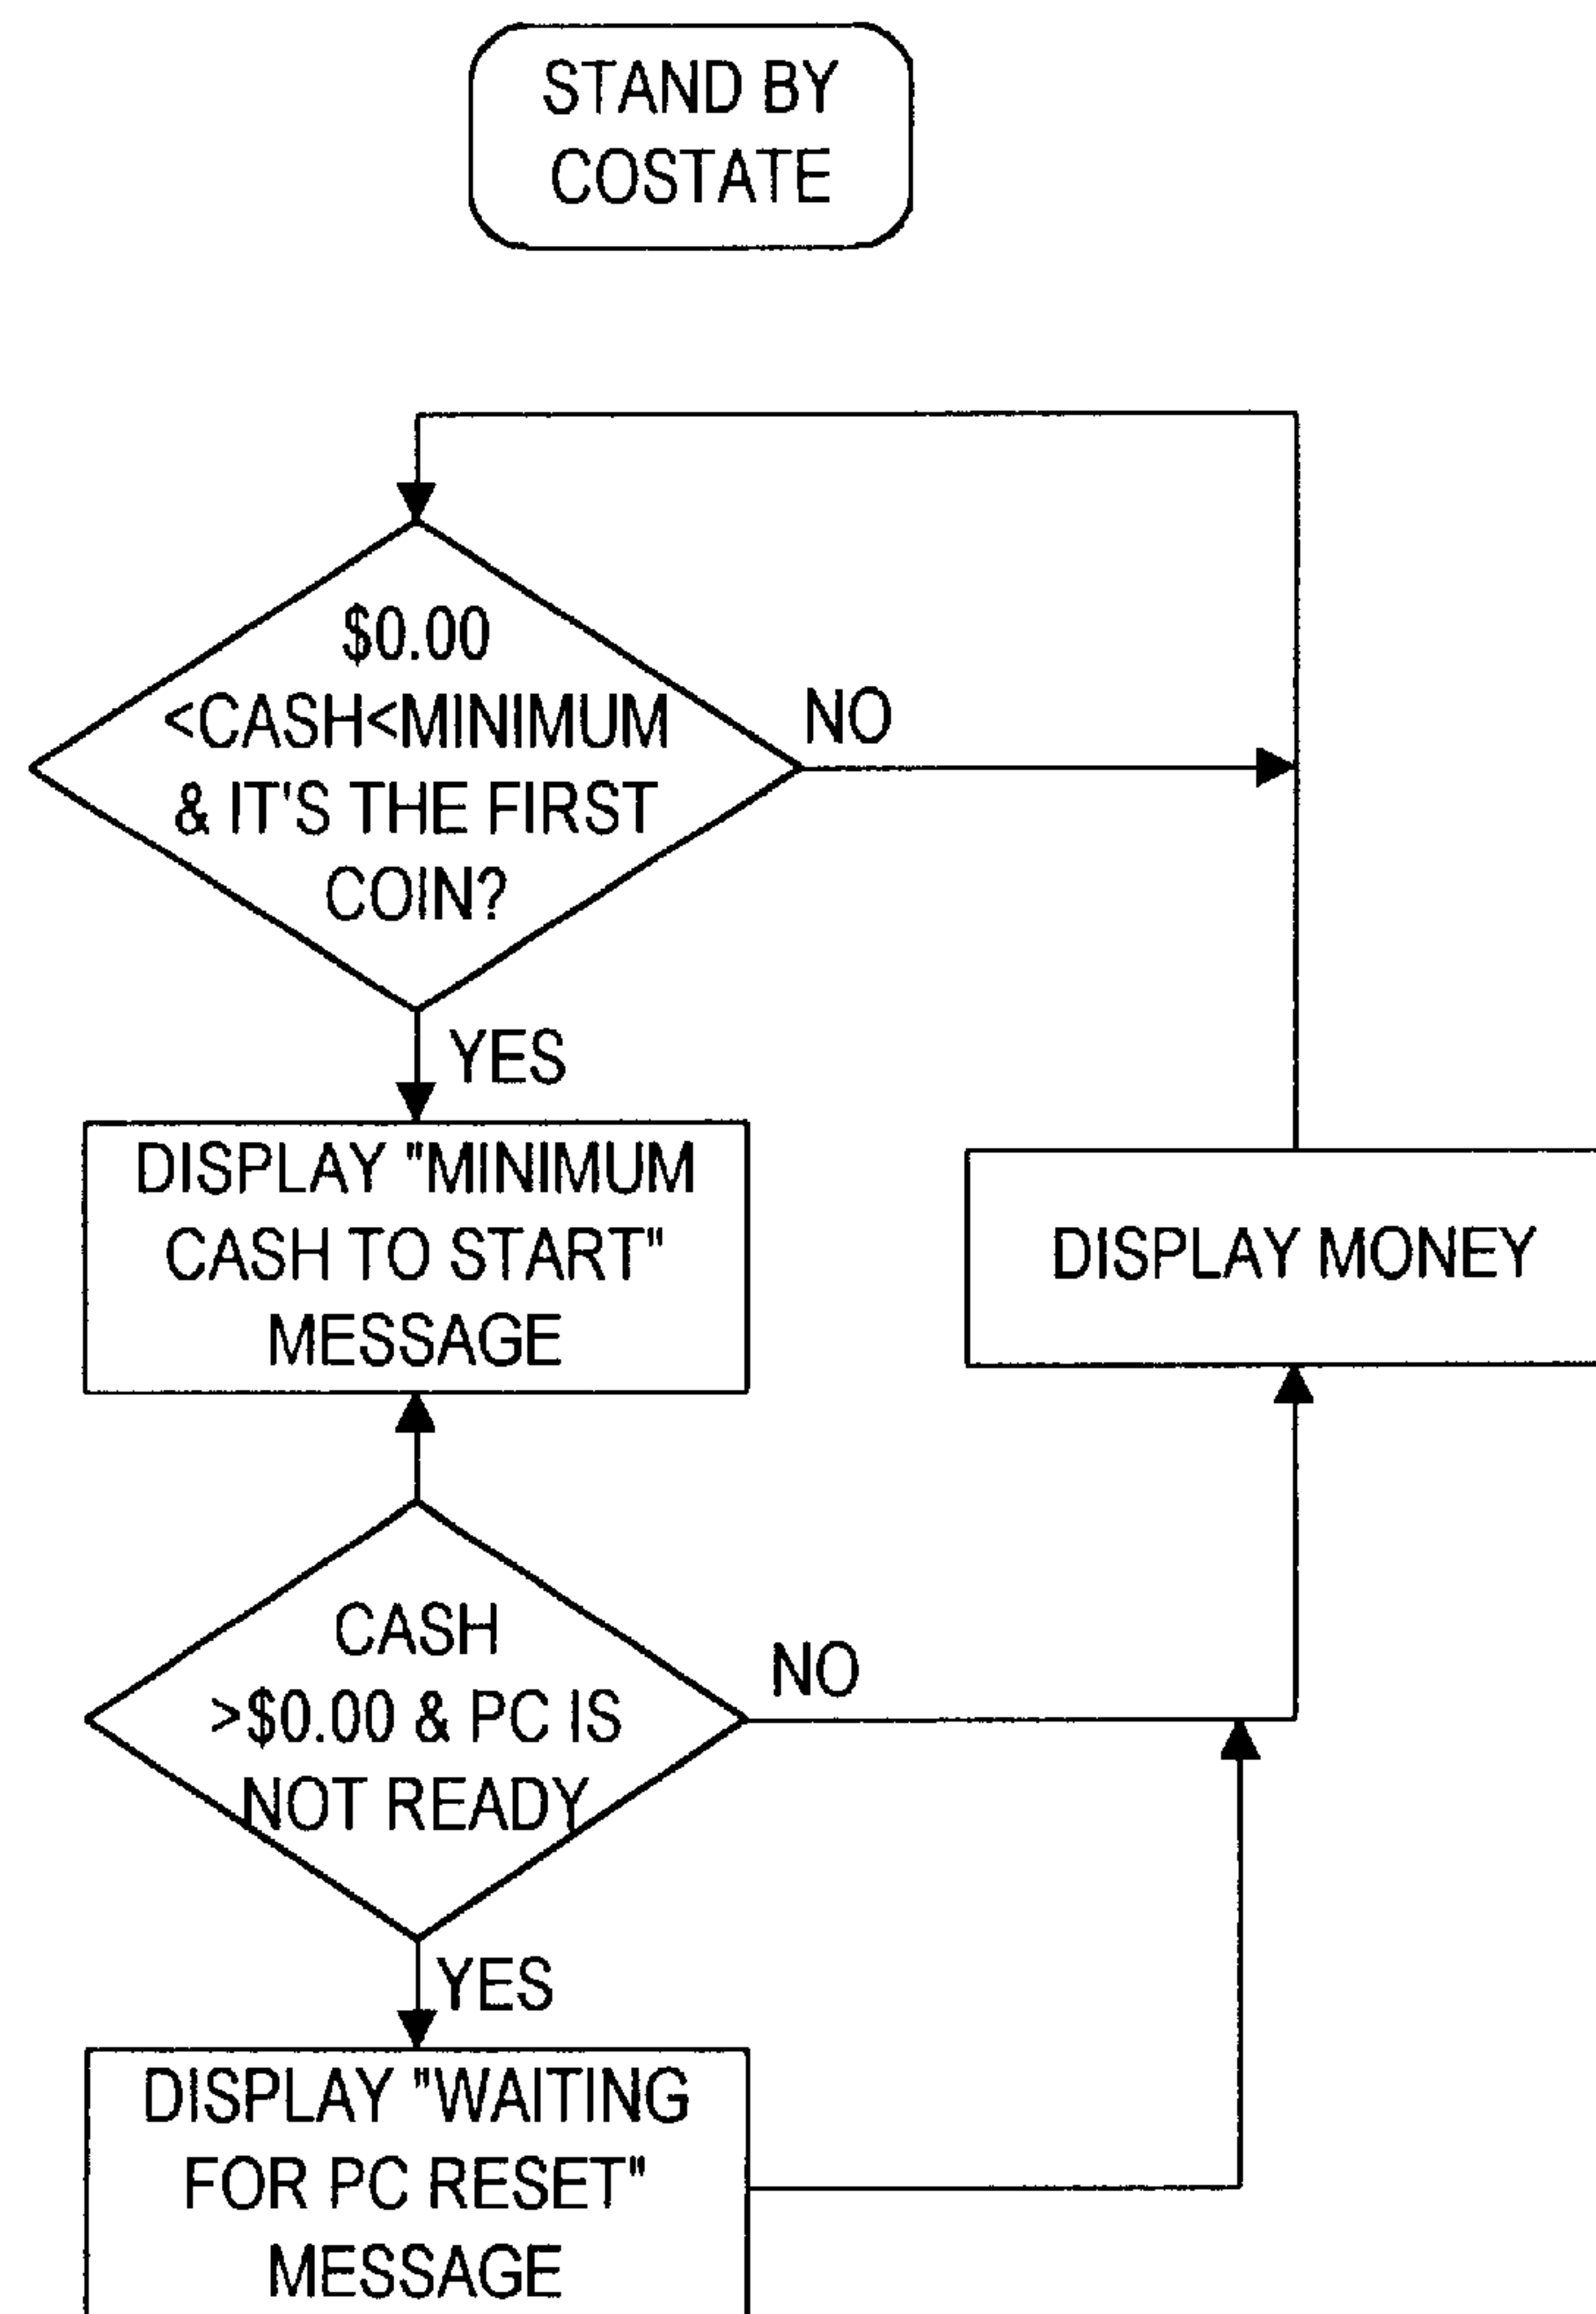 STAND BY
COSTATE
$0.00
<CASH<MINIMUM
& IT'S THE FIRST
COIN?
NO
YES
DISPLAY "MINIMUM
CASH TO START"
MESSAGE
DISPLAY MONEY
CASH
>$0.00 & PC IS
NOT READY
NO
YES
DISPLAY "WAITING
FOR PC RESET"
MESSAGE